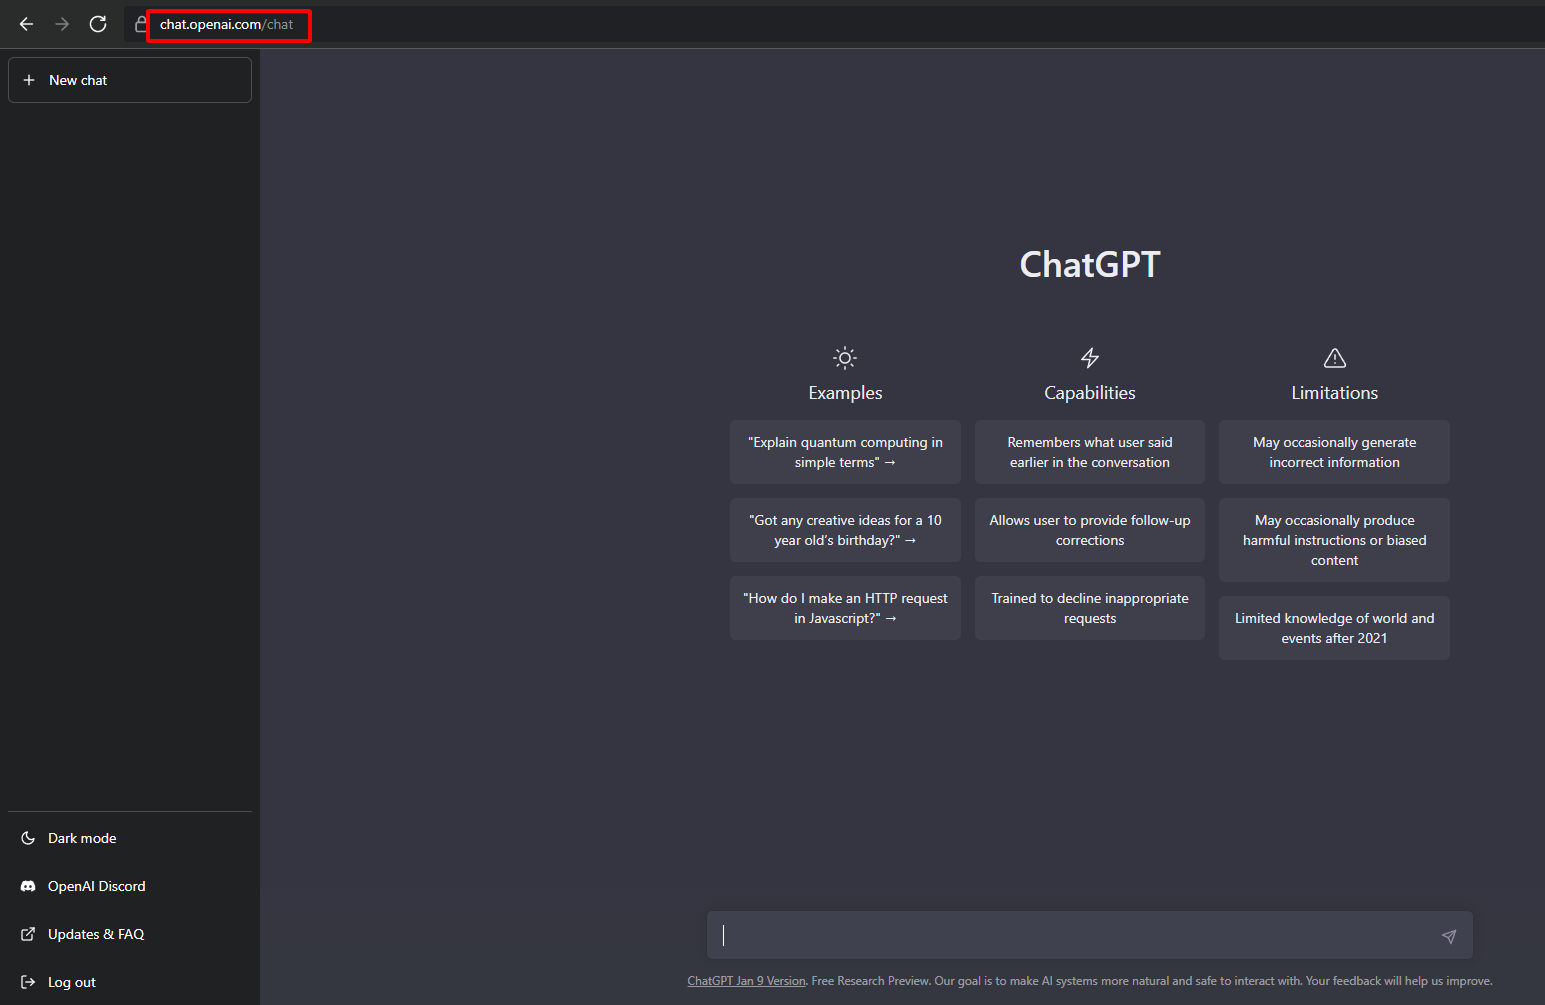 chat.openai.com/chat
New chat
ChatGPT
Examples
"Explain quantum computing in
simple terms" →
"Got any creative ideas for a 10
year old's birthday?" →
"How do I make an HTTP request
in Javascript?" →
Capabilities
Remembers what user said
earlier in the conversation
Allows user to provide follow-up
corrections
Trained to decline inappropriate
requests
Limitations
May occasionally generate
incorrect information
May occasionally produce
harmful instructions or biased
content
Limited knowledge of world and
events after 2021
Dark mode
OpenAI Discord
Updates & FAQ
Log out
ChatGPT Jan 9 Version. Free Research Preview. Our goal is to make AI systems more natural and safe to interact with. Your feedback will help us improve.